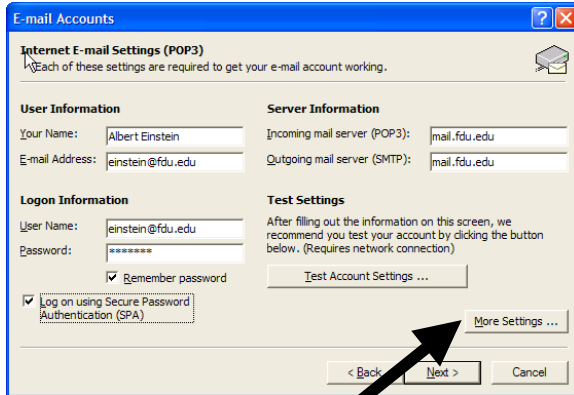 E-mail Accounts
Internet E-mail Settings (POP3)
Each of these settings are required to get your e-mail account working.
User Information
Your Name: Albert Einstein
E-mail Address: einstein@fdu.edu
Server Information
Incoming mail server (POP3): mail.fdu.edu
Outgoing mail server (SMTP): mail.fdu.edu
Logon Information
User Name: einstein@fdu.edu
Password: *******
Remember password
Log on using Secure Password
Authentication (SPA)
Test Settings
After filling out the information on this screen, we
recommend you test your account by clicking the button
below. (Requires network connection)
Test Account Settings ...
More Settings ...
< Back
Next >
Cancel